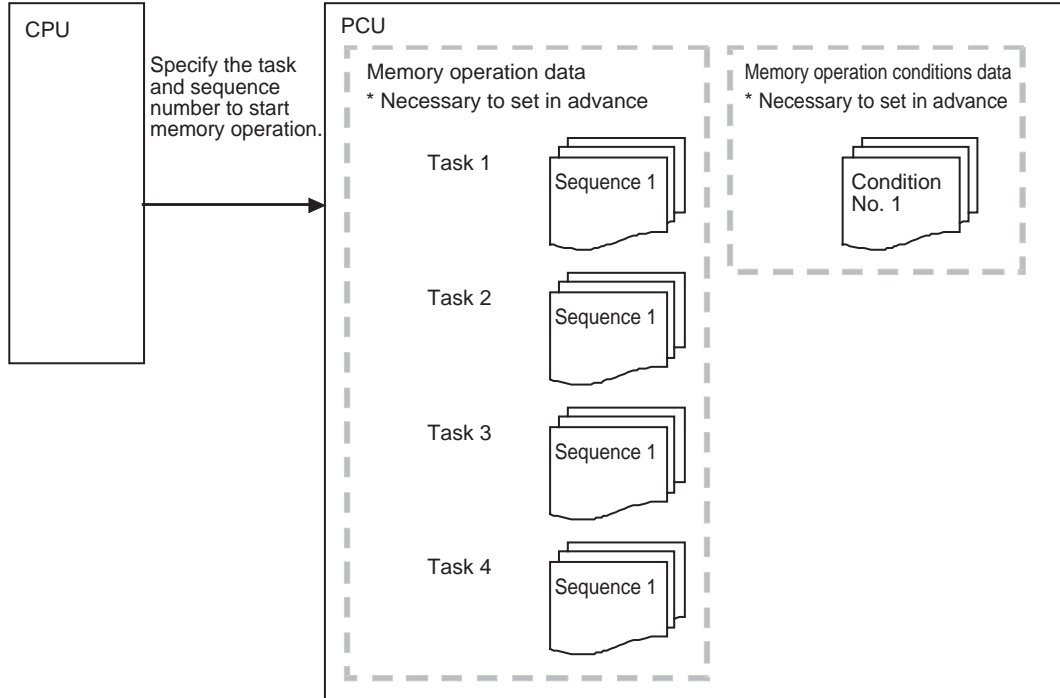 CPU
Specify the task
and sequence
number to start
memory operation.
PCU
Memory operation data
* Necessary to set in advance
Task 1
Sequence 1
Task 2
Sequence 1
Task 3
Sequence 1
Task 4
Sequence 1
Memory operation conditions data
* Necessary to set in advance
Condition
No. 1